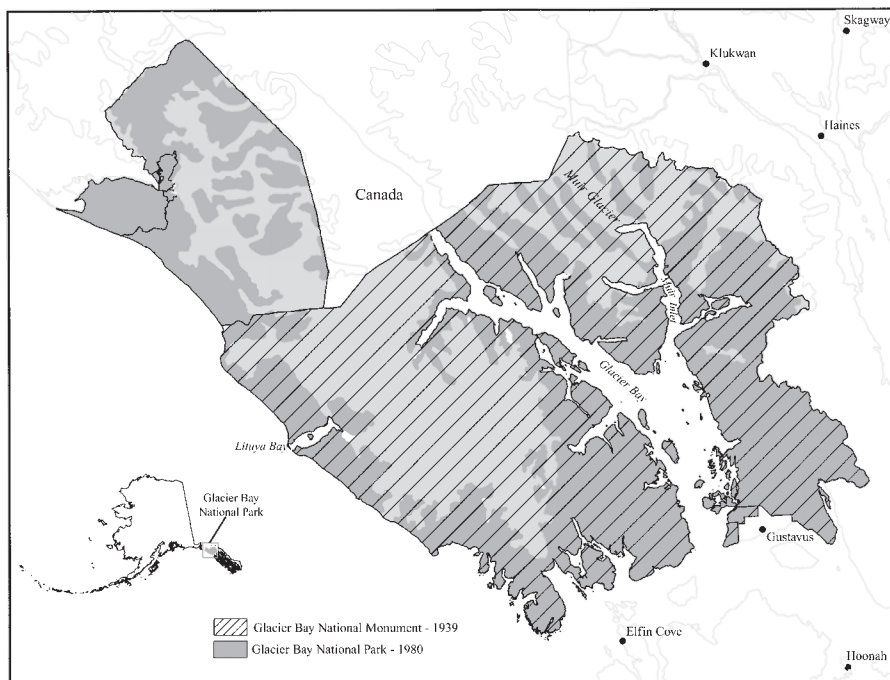 Skagway
Klukwan
Haines
Canada
Muir Glacier
Muir Inlet
Glacier Bay
Lituya Bay
Glacier Bay
National Park
Gustavus
Glacier Bay National Monument - 1939
Glacier Bay National Park - 1980
Elfin Cove
Hoonah